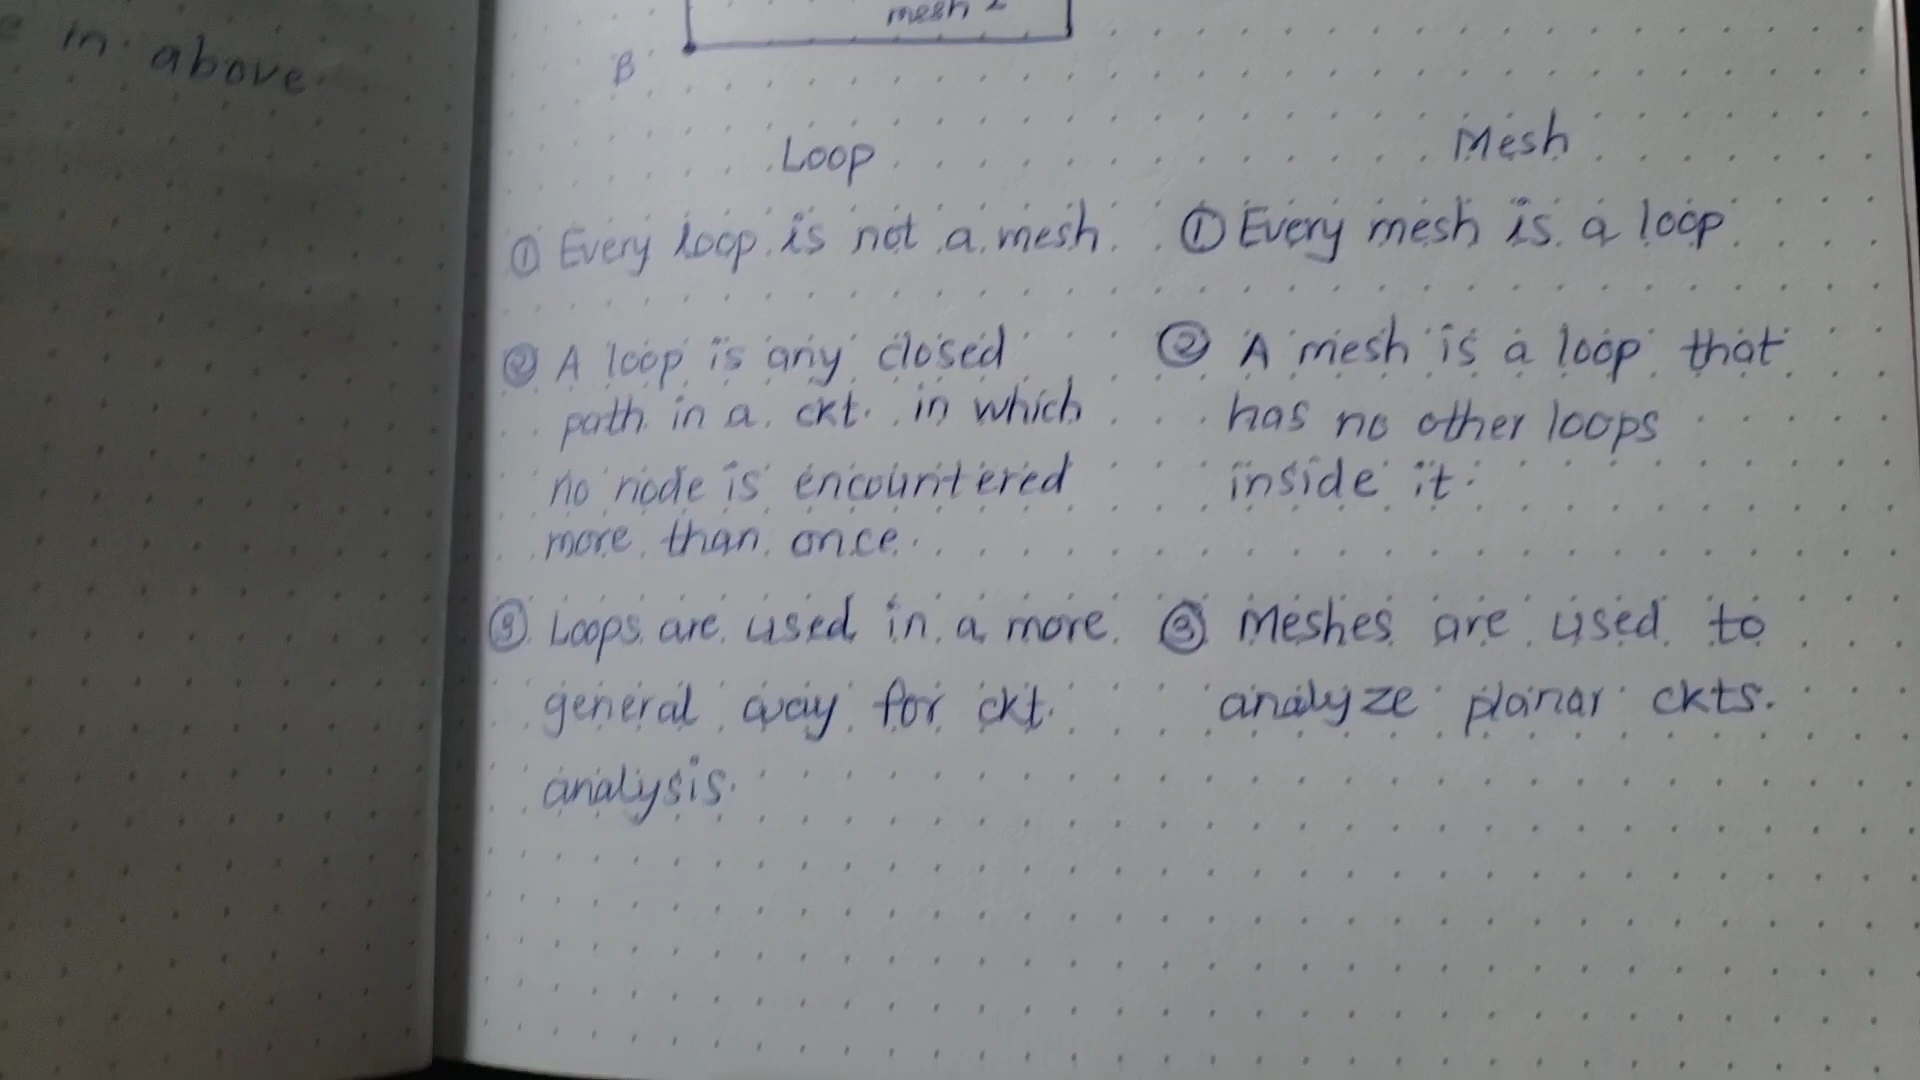 in above
mesh 2
B
Loop
① Every loop is not a mesh.
② A loop is any closed
path in a ckt. in which
no node is encountered
more than once.
③ Loops are used in a more
general way for ckt.
analysis.
Mesh
① Every mesh is a loop
② A mesh is a loop that
has no other loops
inside it.
③ Meshes are used to
analyze planar ckts.